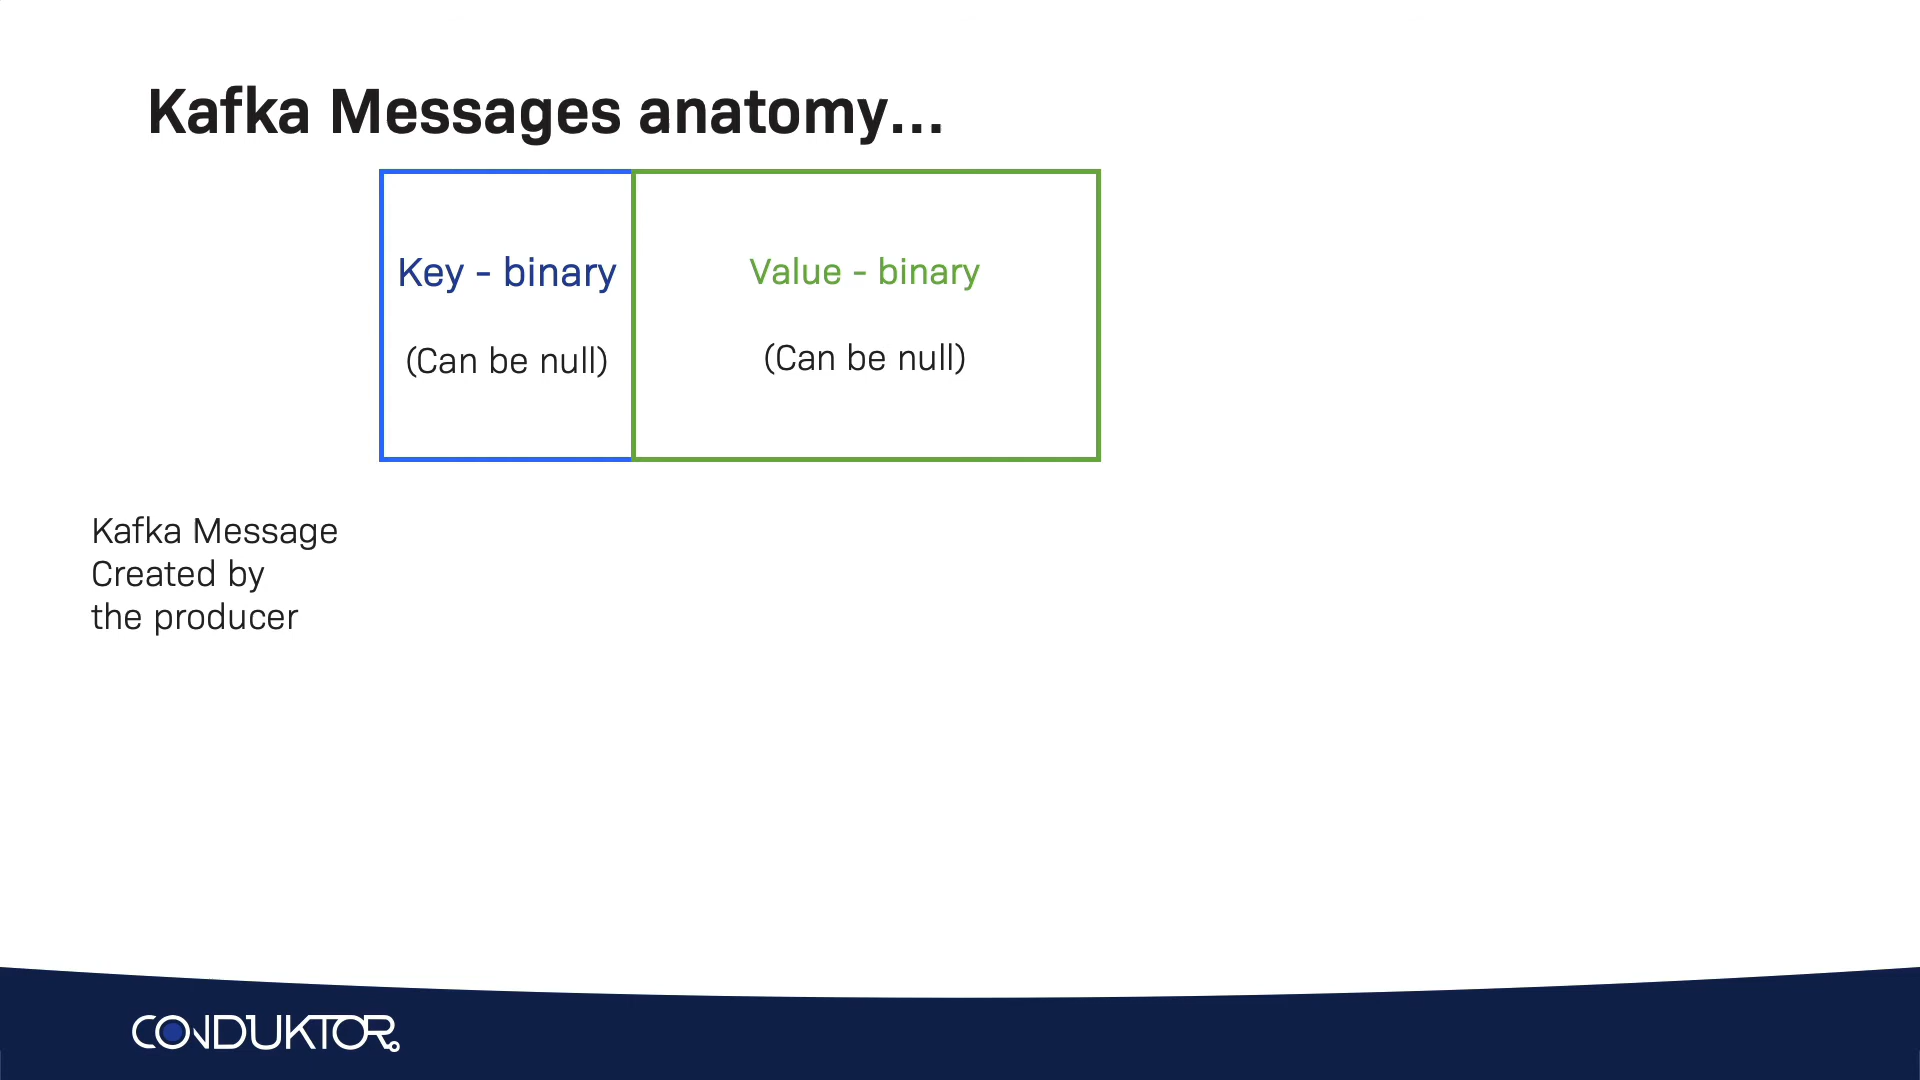 Kafka Messages anatomy...
Key - binary
(Can be null)
Value - binary
(Can be null)
Kafka Message
Created by
the producer
CONDUKTOR